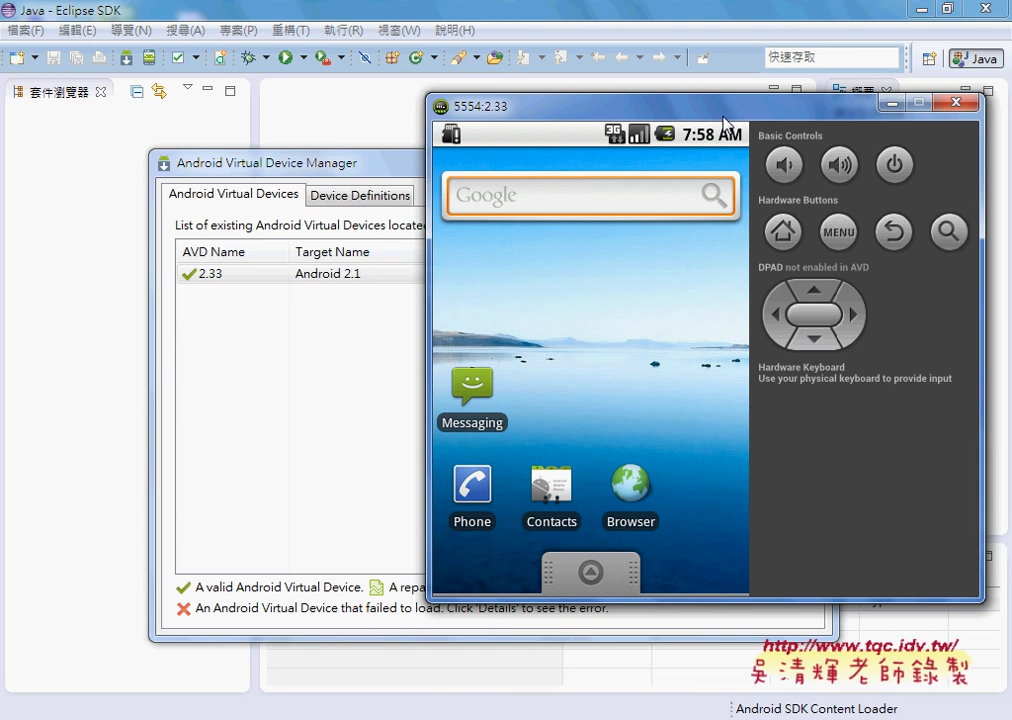 Java - Eclipse SDK
檔案(F) 編輯(E) 導覽(N) 搜尋(A) 專案(P) 重構(T) 執行(R) 視窗(W) 說明(H)
快速存取
Java
套件瀏覽器
5554:2.33
Android Virtual Device Manager
Android Virtual Devices
Device Definitions
List of existing Android Virtual Devices locate
AVD Name
Target Name
2.33
Android 2.1
A valid Android Virtual Device.
A repa
An Android Virtual Device that failed to load. Click 'Details' to see the error.
3G
7:58 AM
Google
Messaging
Phone
Contacts
Browser
Basic Controls
Hardware Buttons
MENU
DPAD not enabled in AVD
Hardware Keyboard
Use your physical keyboard to provide input
http://www.tqc.idv.tw/
吳清輝老師錄製
Android SDK Content Loader